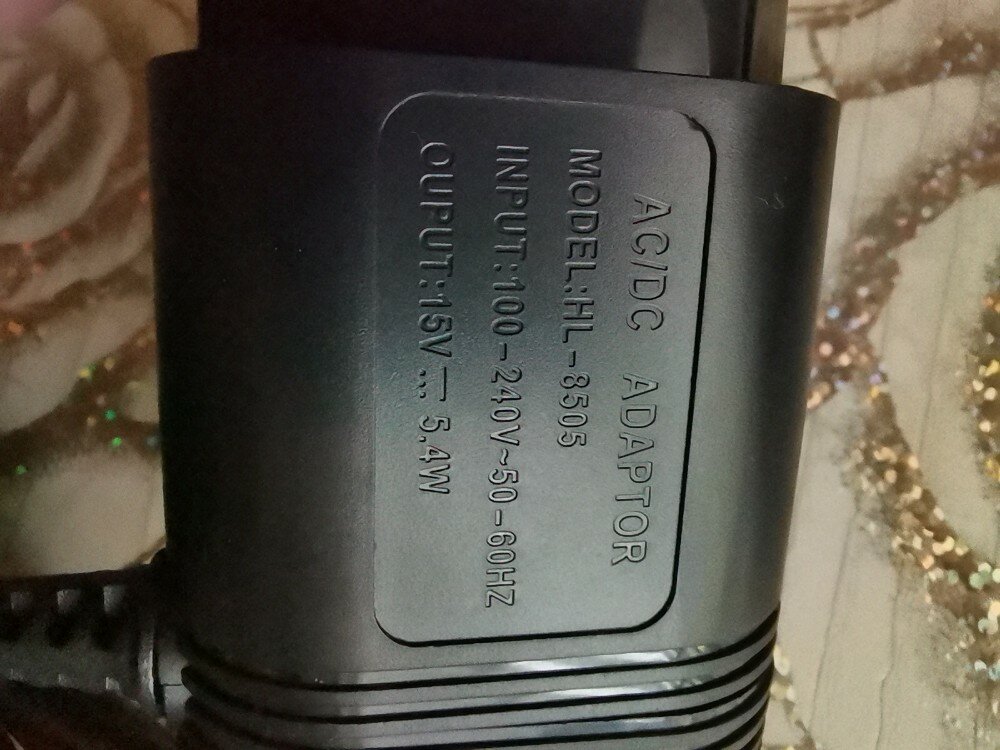 AC/DC ADAPTOR
MODEL:HL-8505
INPUT:100-240V~50-60HZ
OUPUT:15V⎓5.4W